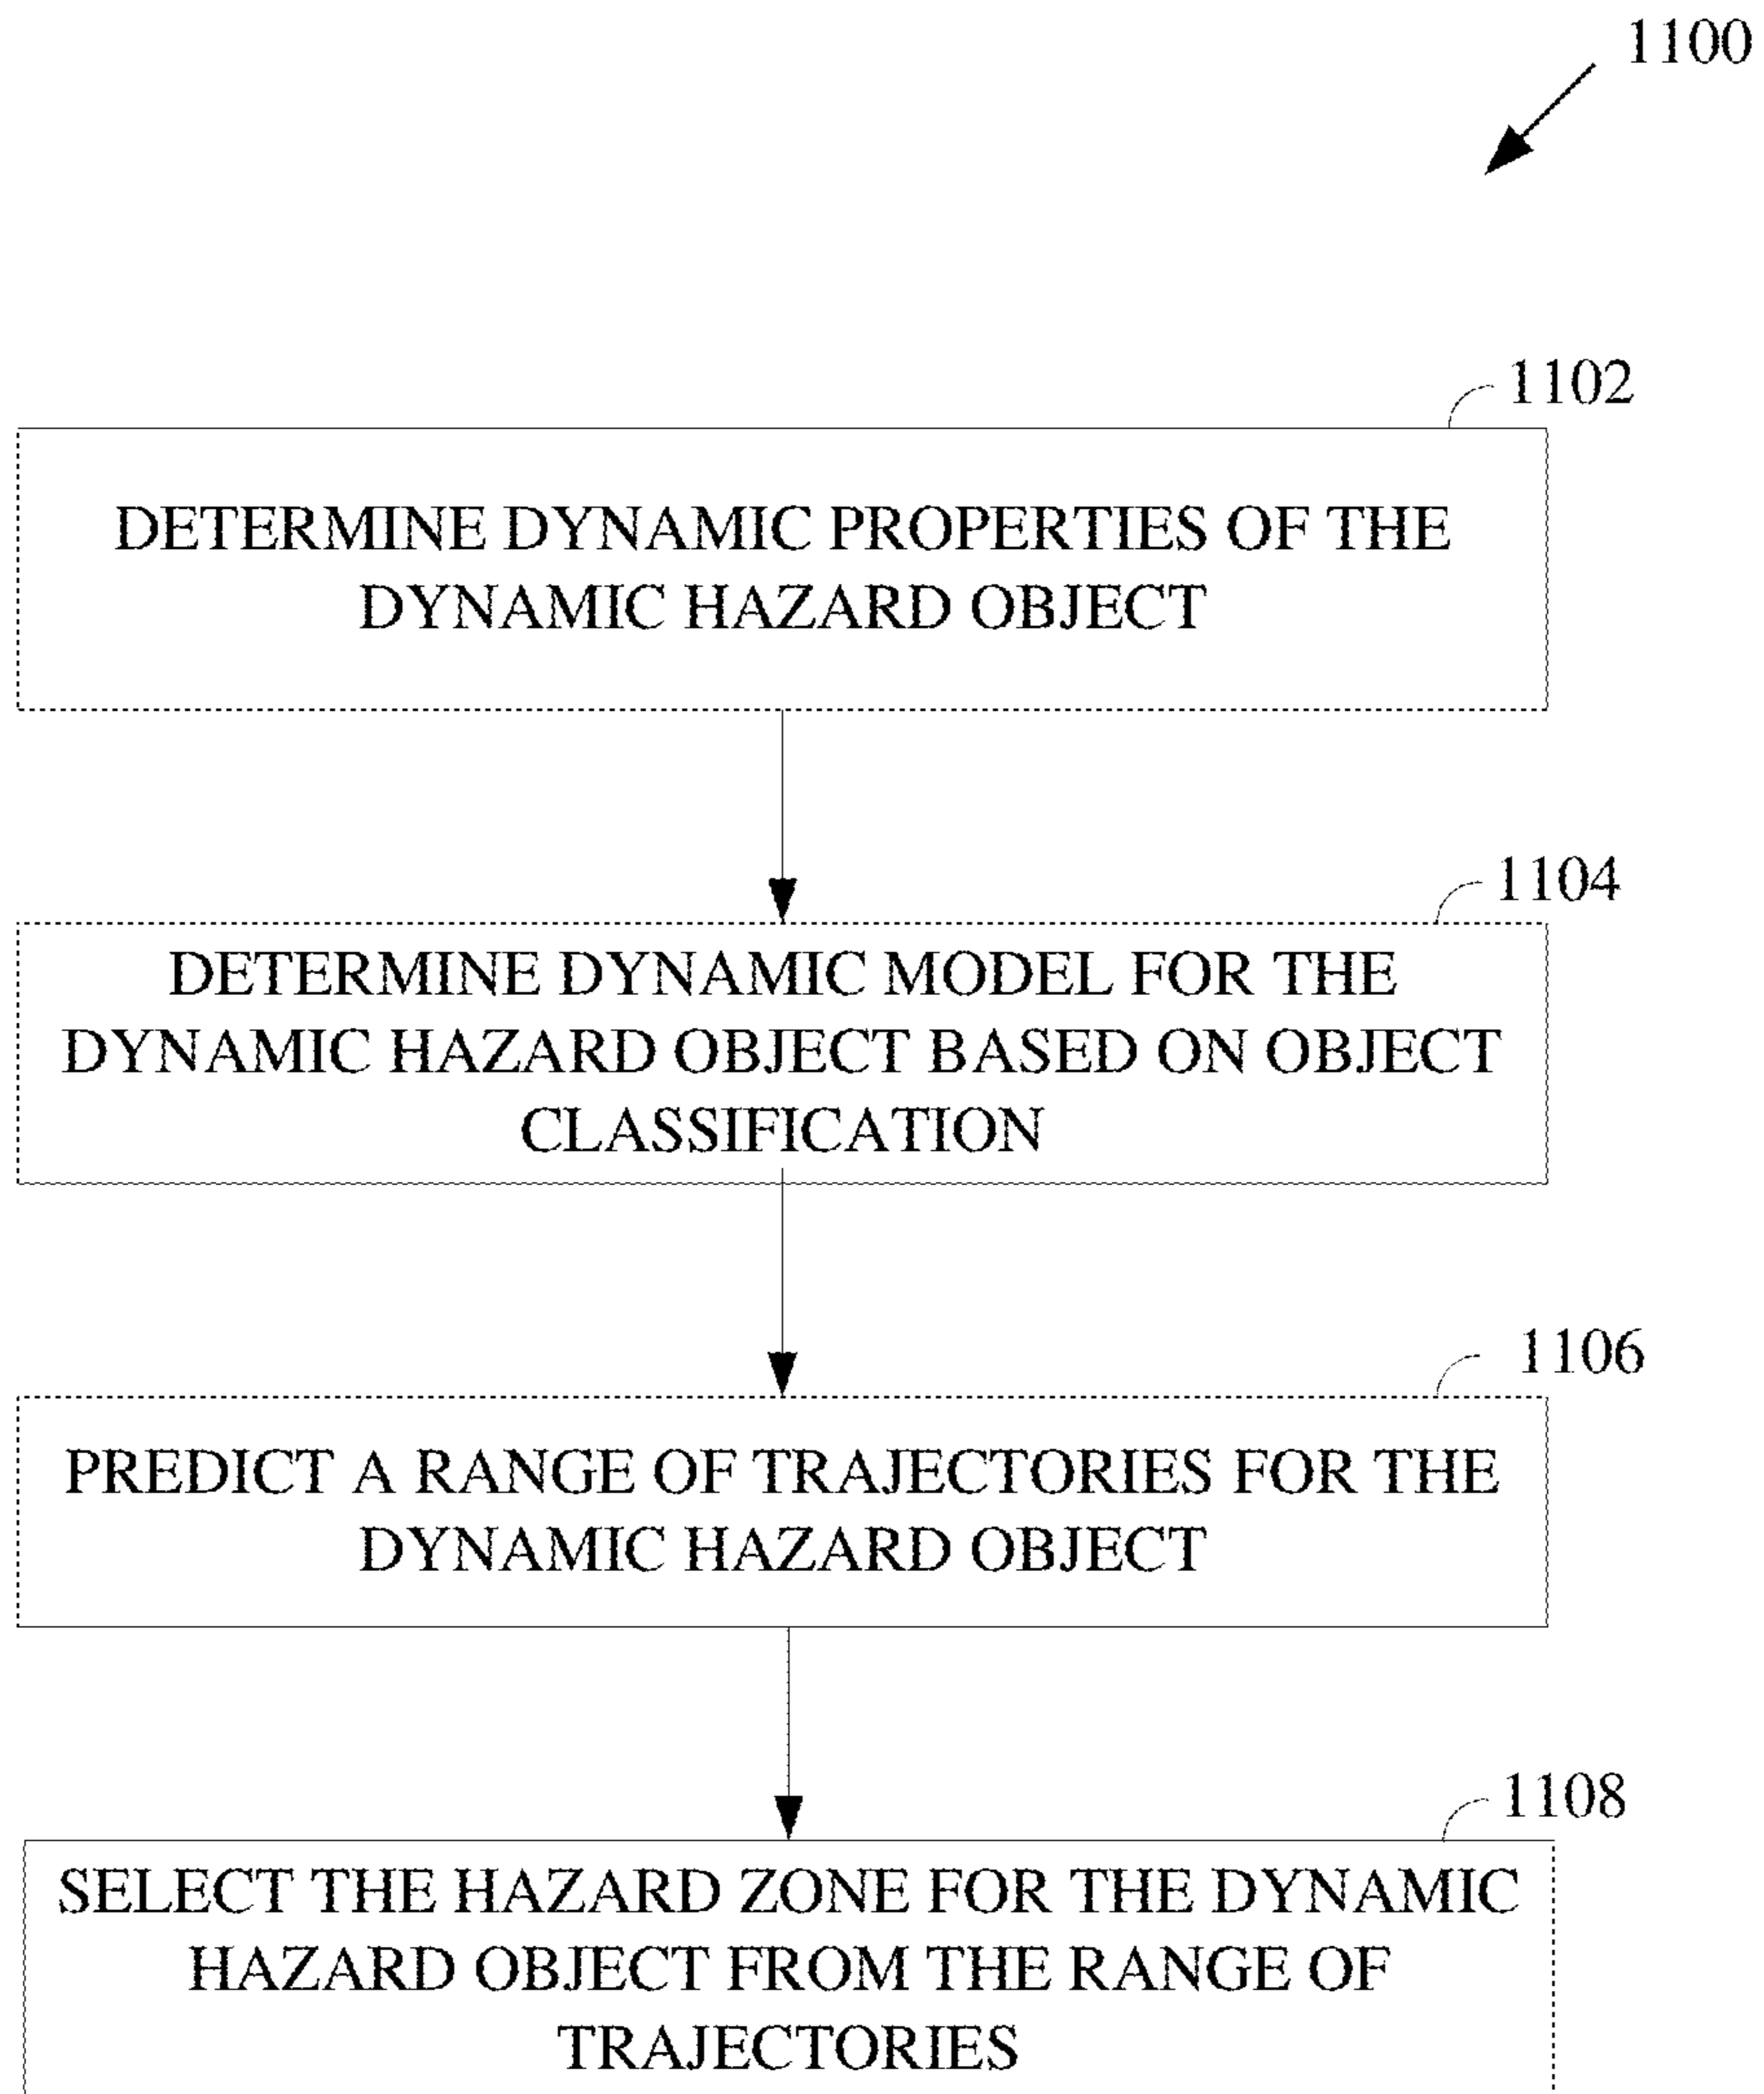 1100
1102
DETERMINE DYNAMIC PROPERTIES OF THE
DYNAMIC HAZARD OBJECT
1104
DETERMINE DYNAMIC MODEL FOR THE
DYNAMIC HAZARD OBJECT BASED ON OBJECT
CLASSIFICATION
1106
PREDICT A RANGE OF TRAJECTORIES FOR THE
DYNAMIC HAZARD OBJECT
1108
SELECT THE HAZARD ZONE FOR THE DYNAMIC
HAZARD OBJECT FROM THE RANGE OF
TRAJECTORIES